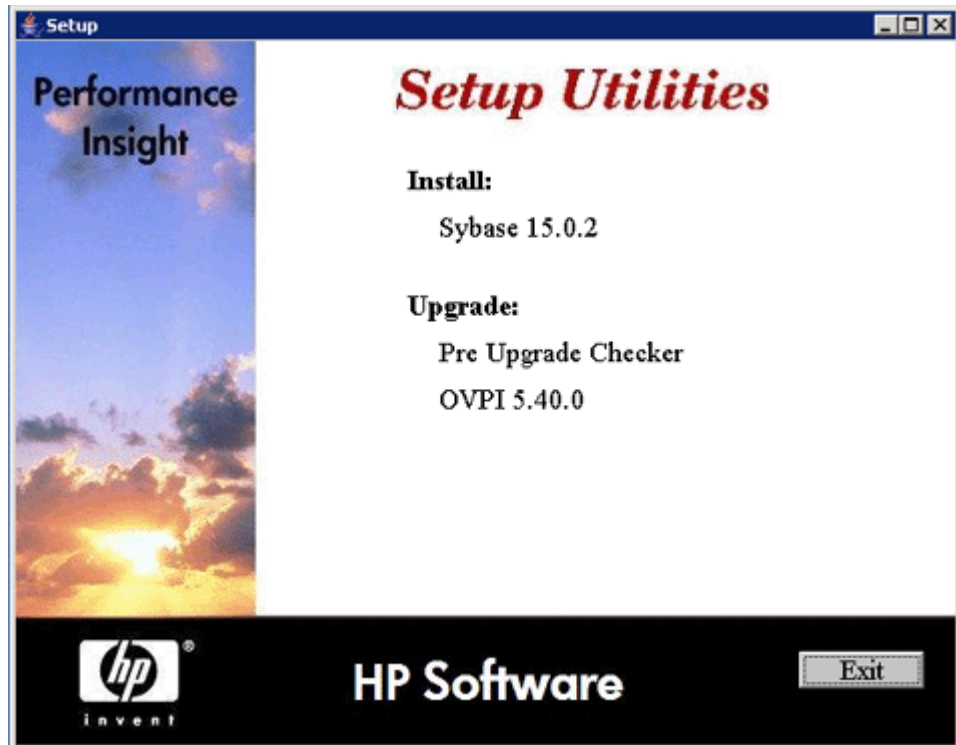 Setup
Performance
Insight
Setup Utilities
Install:
Sybase 15.0.2
Upgrade:
Pre Upgrade Checker
OVPI 5.40.0
hp
®
invent
HP Software
Exit